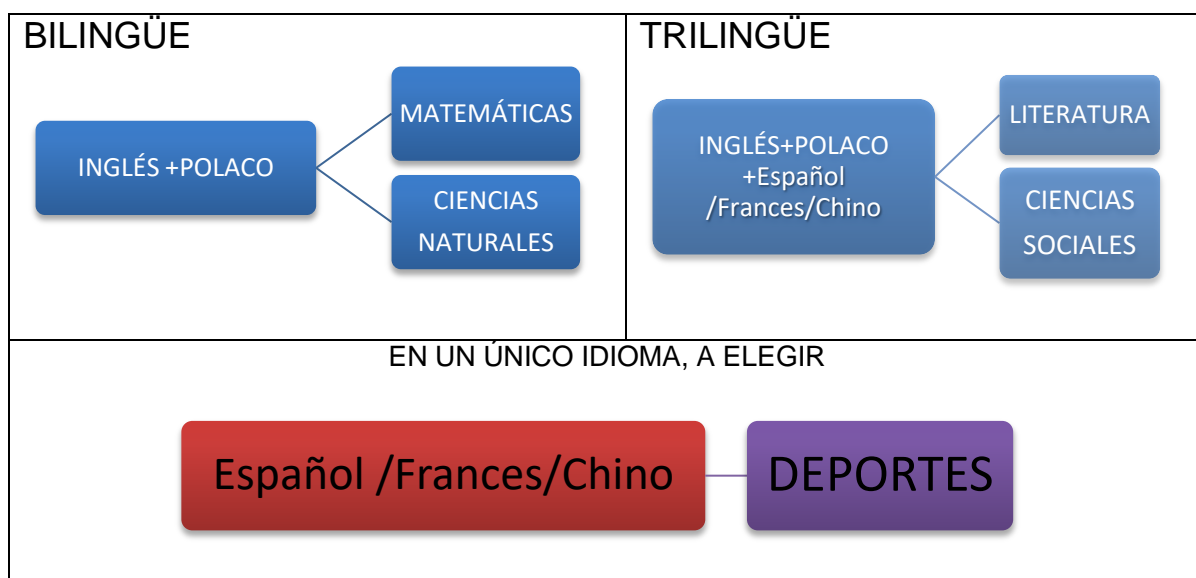 BILINGÜE
INGLÉS +POLACO
MATEMÁTICAS
CIENCIAS
NATURALES
TRILINGÜE
INGLÉS+POLACO
+Español
/Frances/Chino
LITERATURA
CIENCIAS
SOCIALES
EN UN ÚNICO IDIOMA, A ELEGIR
Español /Frances/Chino
DEPORTES